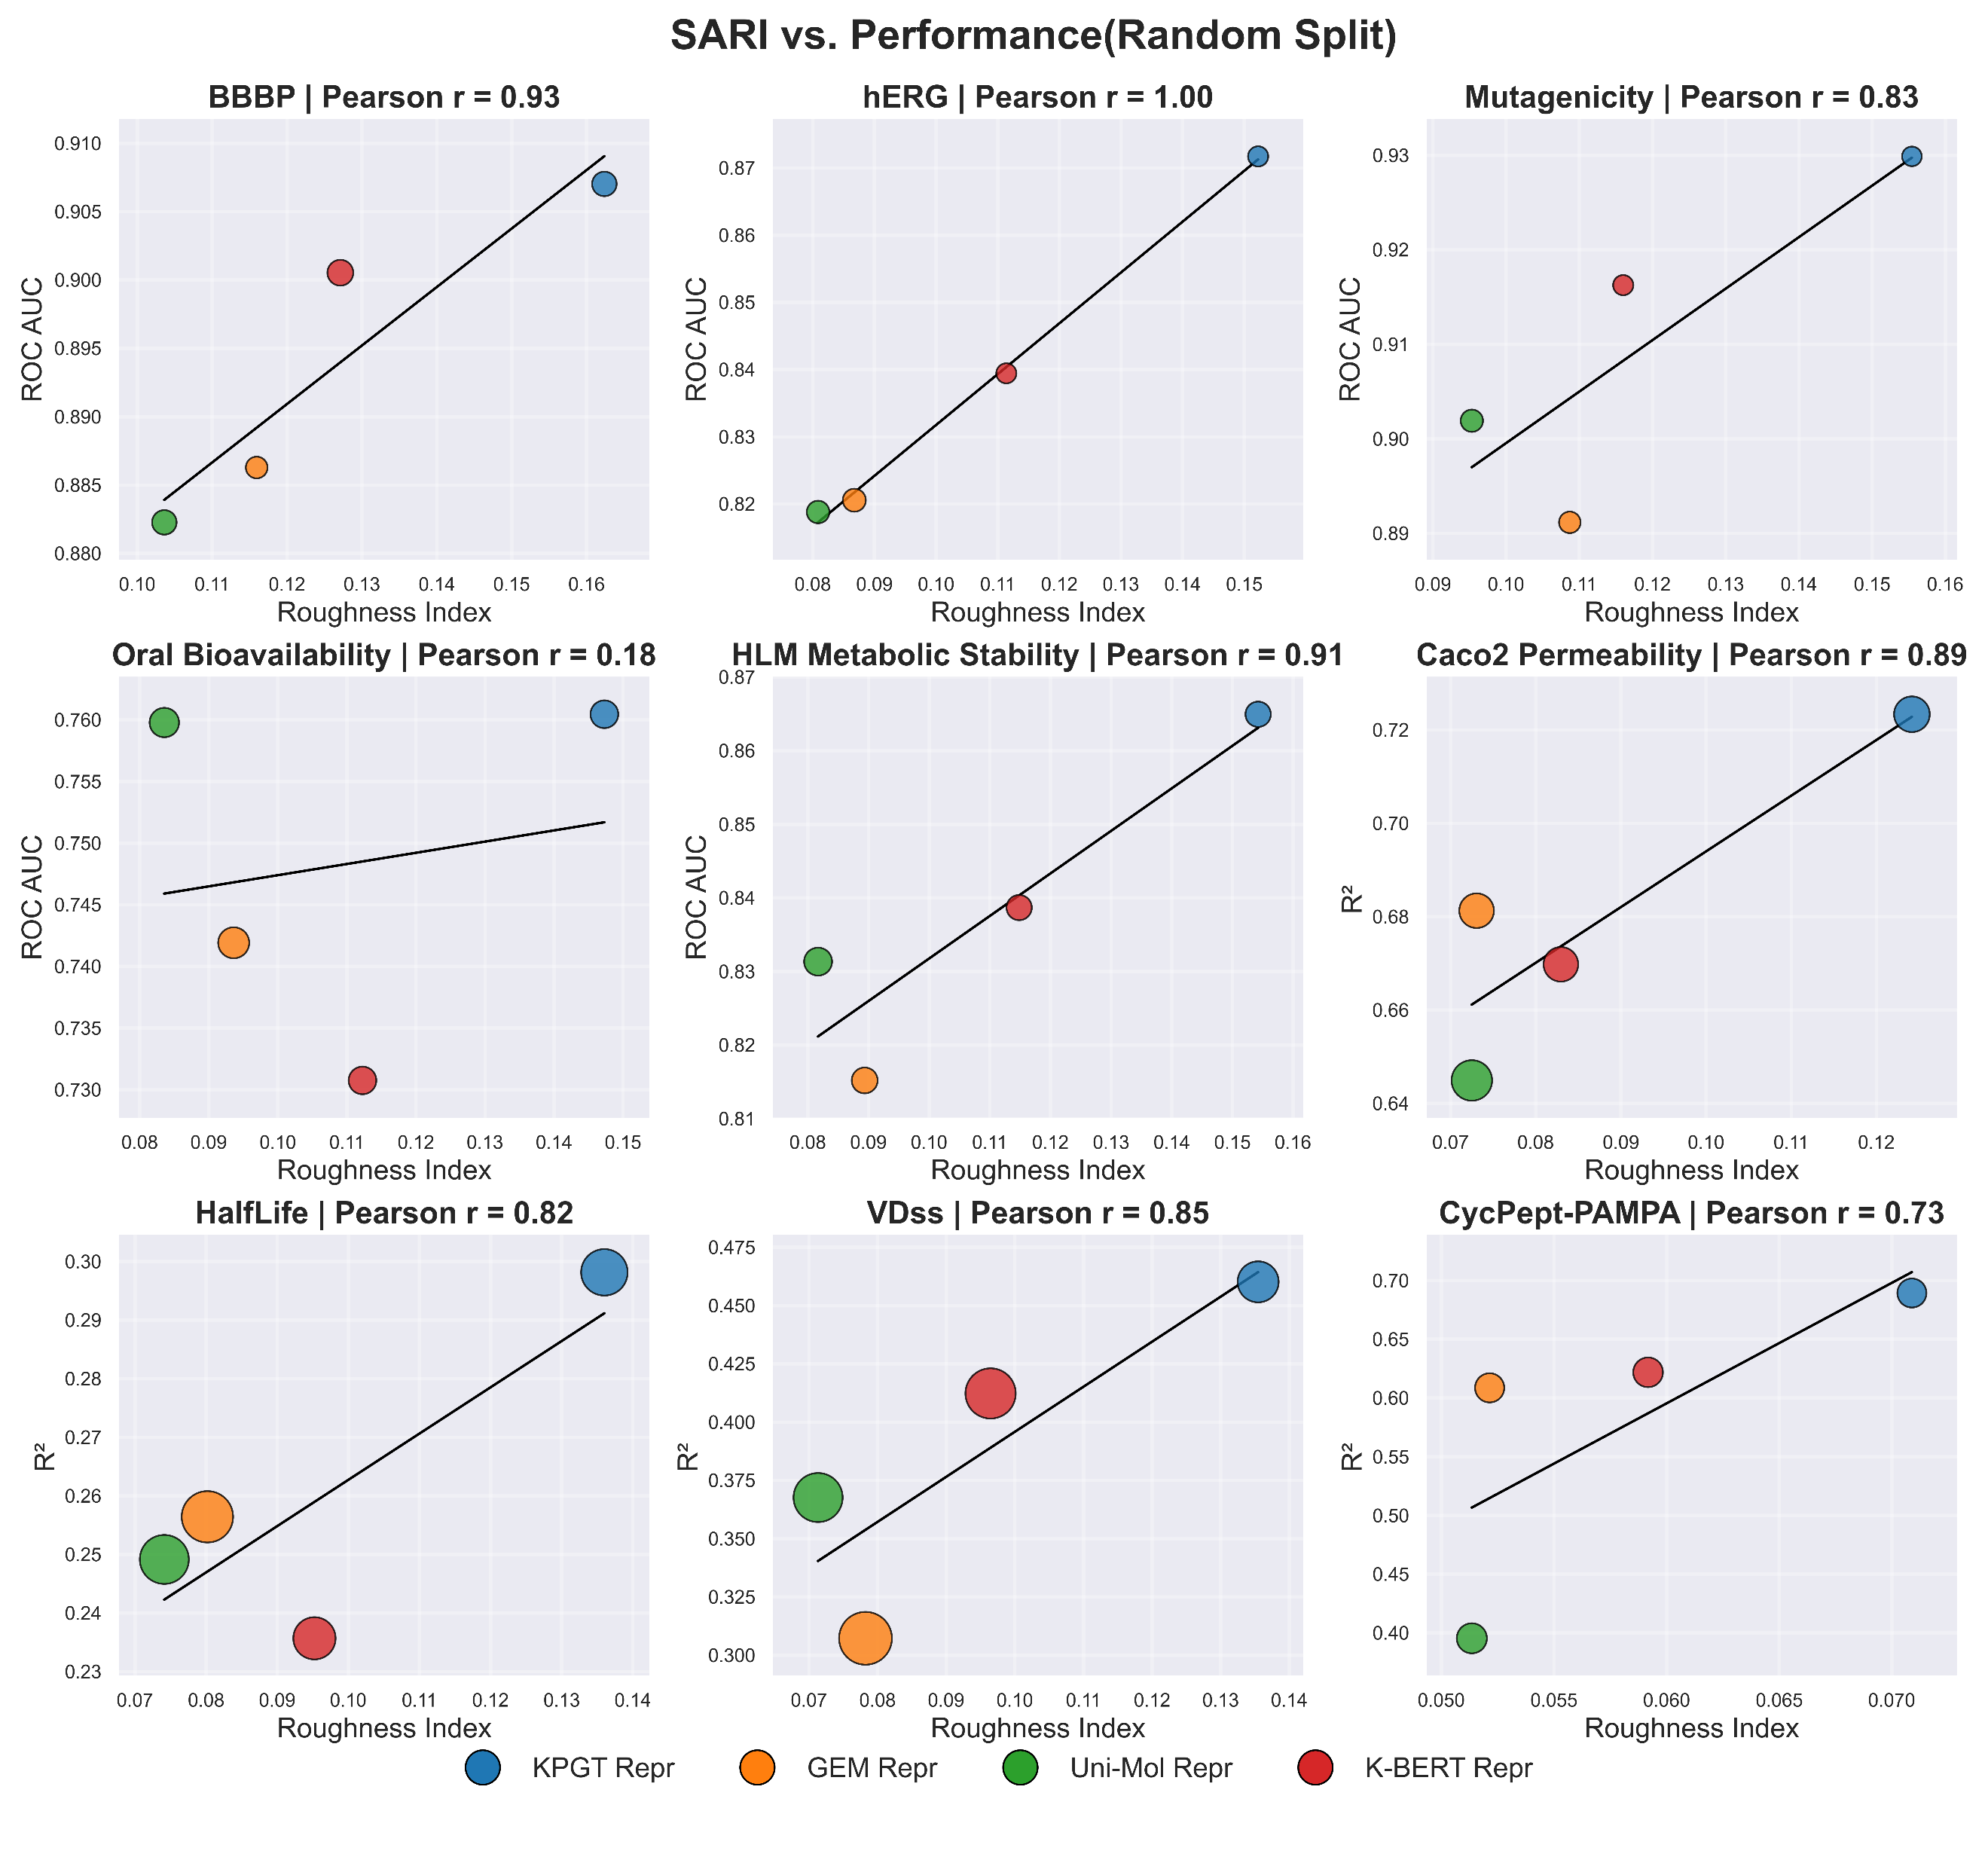 SARI vs. Performance(Random Split)
BBBP | Pearson r = 0.93
0.910
0.905
0.900
0.895
0.890
0.885
0.880
ROC AUC
0.10 0.11 0.12 0.13 0.14 0.15 0.16
Roughness Index
hERG | Pearson r = 1.00
0.87
0.86
0.85
0.84
0.83
0.82
ROC AUC
0.08 0.09 0.10 0.11 0.12 0.13 0.14 0.15
Roughness Index
Mutagenicity | Pearson r = 0.83
0.93
0.92
0.91
0.90
0.89
ROC AUC
0.09 0.10 0.11 0.12 0.13 0.14 0.15 0.16
Roughness Index
Oral Bioavailability | Pearson r = 0.18
0.760
0.755
0.750
0.745
0.740
0.735
0.730
ROC AUC
0.08 0.09 0.10 0.11 0.12 0.13 0.14 0.15
Roughness Index
HLM Metabolic Stability | Pearson r = 0.91
0.87
0.86
0.85
0.84
0.83
0.82
0.81
ROC AUC
0.08 0.09 0.10 0.11 0.12 0.13 0.14 0.15 0.16
Roughness Index
Caco2 Permeability | Pearson r = 0.89
0.72
0.70
0.68
0.66
0.64
R²
0.07 0.08 0.09 0.10 0.11 0.12
Roughness Index
HalfLife | Pearson r = 0.82
0.30
0.29
0.28
0.27
0.26
0.25
0.24
0.23
R²
0.07 0.08 0.09 0.10 0.11 0.12 0.13 0.14
Roughness Index
VDss | Pearson r = 0.85
0.475
0.450
0.425
0.400
0.375
0.350
0.325
0.300
R²
0.07 0.08 0.09 0.10 0.11 0.12 0.13 0.14
Roughness Index
CycPept-PAMPA | Pearson r = 0.73
0.70
0.65
0.60
0.55
0.50
0.45
0.40
R²
0.050 0.055 0.060 0.065 0.070
Roughness Index
KPGT Repr GEM Repr Uni-Mol Repr K-BERT Repr